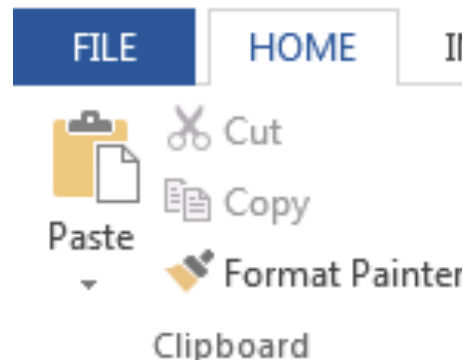 FILE HOME
Cut
Copy
Paste
Format Painter
Clipboard